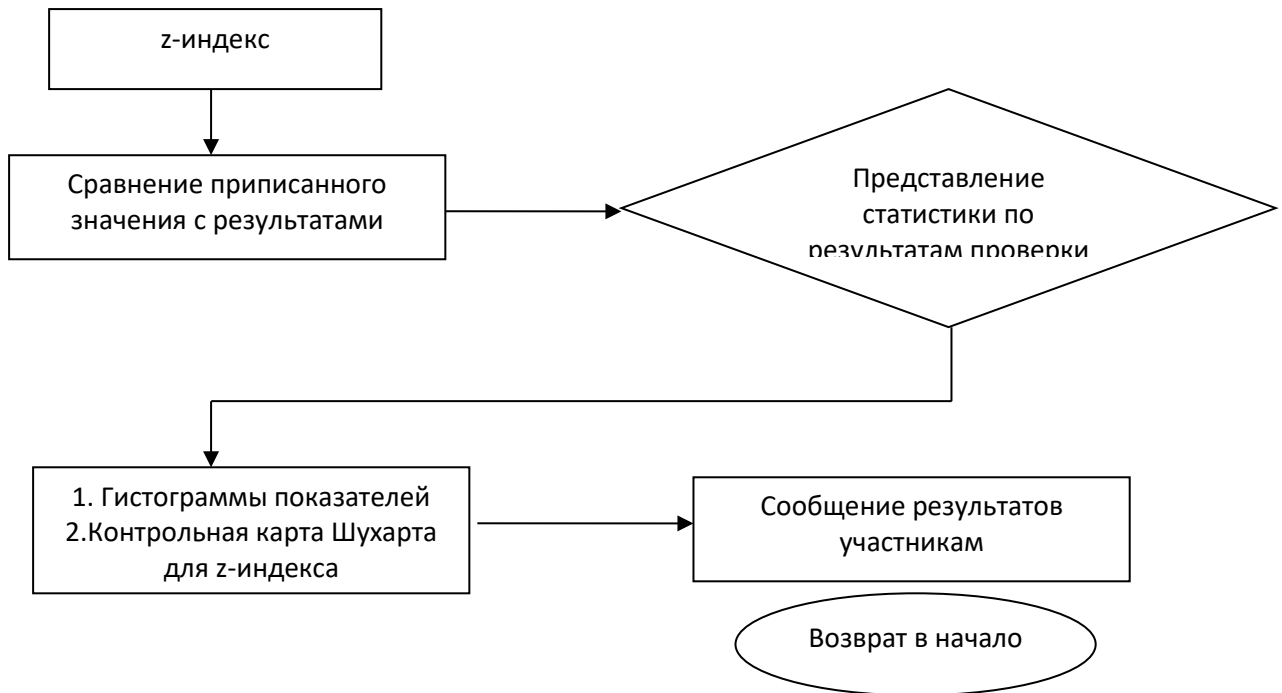 z-индекс
Сравнение приписанного
значения с результатами
Представление
статистики по
результатам проверки
1. Гистограммы показателей
2.Контрольная карта Шухарта
для z-индекса
Сообщение результатов
участникам
Возврат в начало